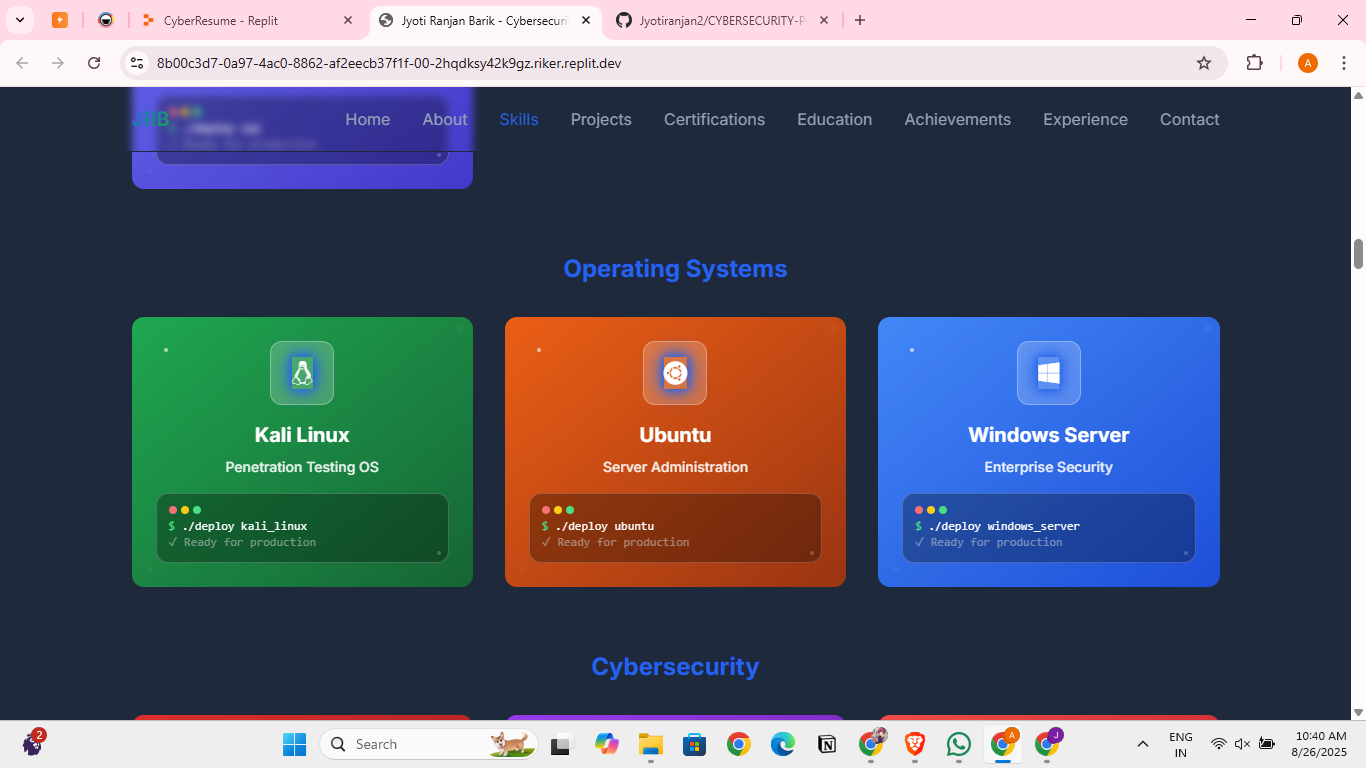 CyberResume - Replit
Jyoti Ranjan Barik - Cybersecuri
Jyotiranjan2/CYBERSECURITY-P
8b00c3d7-0a97-4ac0-8862-af2eecb37f1f-00-2hqdksy42k9gz.riker.replit.dev
A
JRB
Home
About
Skills
Projects
Certifications
Education
Achievements
Experience
Contact
Operating Systems
Kali Linux
Penetration Testing OS
$ ./deploy kali_linux
✓ Ready for production
Ubuntu
Server Administration
$ ./deploy ubuntu
✓ Ready for production
Windows Server
Enterprise Security
$ ./deploy windows_server
✓ Ready for production
Cybersecurity
2
Search
A
J
ENG
IN
10:40 AM
8/26/2025